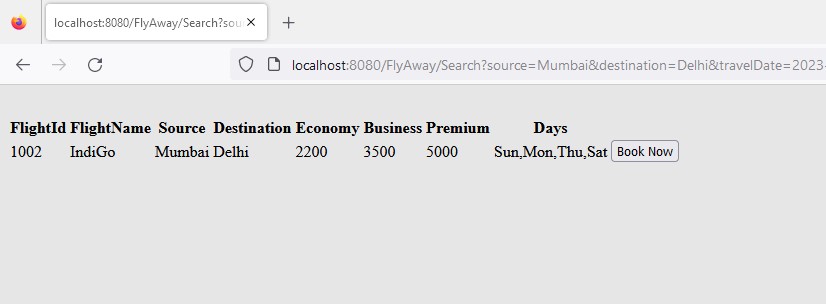 localhost:8080/FlyAway/Search?sou
localhost:8080/FlyAway/Search?source=Mumbai&destination=Delhi&travelDate=2023-
FlightId FlightName Source Destination Economy Business Premium Days
1002 IndiGo Mumbai Delhi 2200 3500 5000 Sun,Mon,Thu,Sat Book Now